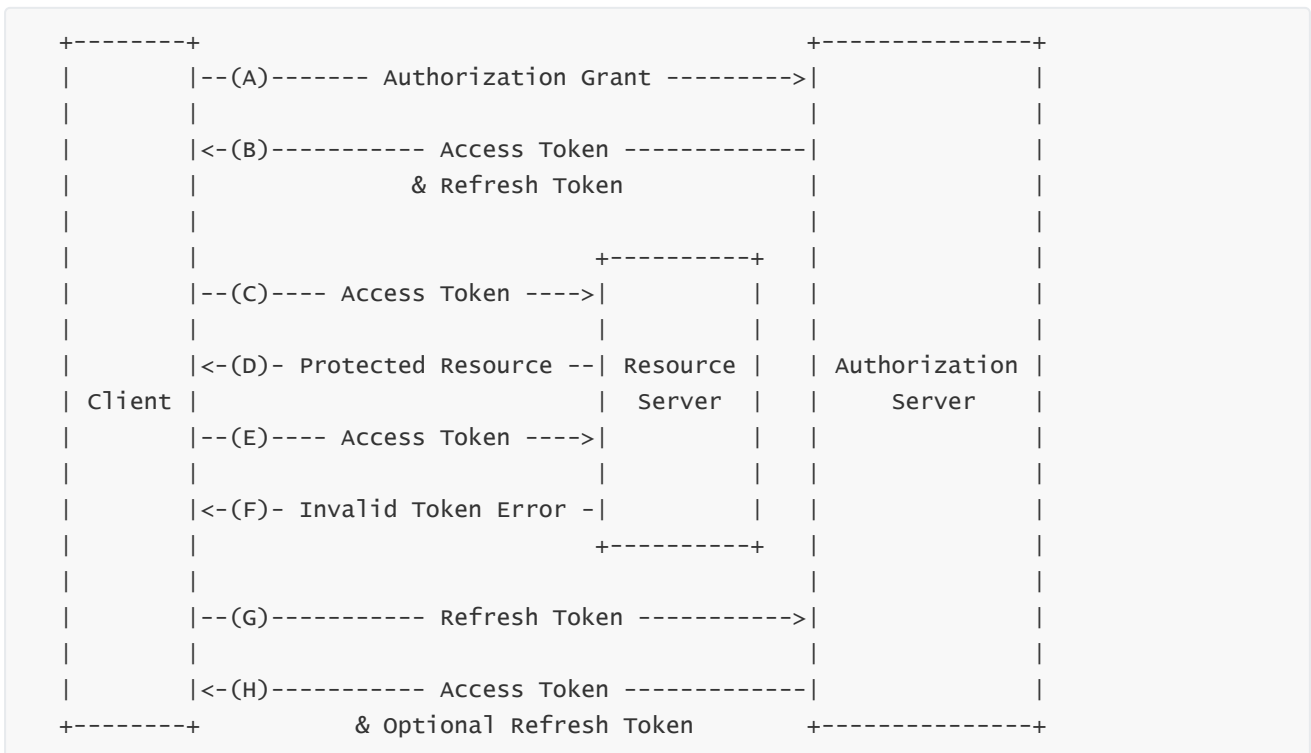 +--------+                                           +---------------+
|        |--(A)------- Authorization Grant --------->|               |
|        |                                           |               |
|        |<-(B)----------- Access Token -------------|               |
|        |               & Refresh Token             |               |
|        |                                           |               |
|        |                            +----------+   |               |
|        |--(C)---- Access Token ---->|          |   |               |
|        |                            |          |   |               |
|        |<-(D)- Protected Resource --| Resource |   | Authorization |
| Client |                            |  Server  |   |     Server    |
|        |--(E)---- Access Token ---->|          |   |               |
|        |                            |          |   |               |
|        |<-(F)- Invalid Token Error -|          |   |               |
|        |                            +----------+   |               |
|        |                                           |               |
|        |--(G)----------- Refresh Token ----------->|               |
|        |                                           |               |
|        |<-(H)----------- Access Token -------------|               |
+--------+           & Optional Refresh Token        +---------------+